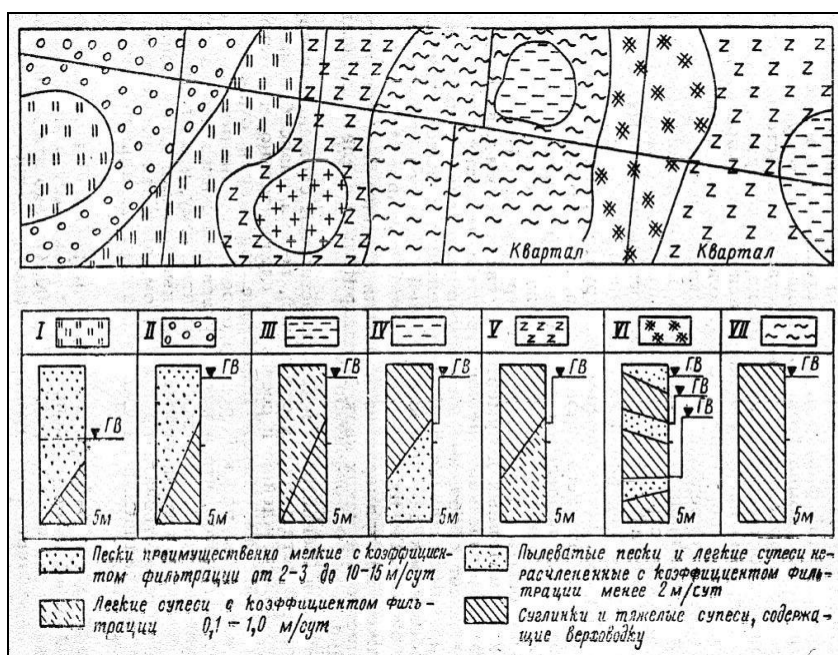 Квартал
Квартал
I II III IV V VI VII
ГВ ГВ ГВ ГВ ГВ ГВ
ГВ
ГВ
ГВ
5м 5м 5м 5м 5м 5м 5м
Пески преимущественно мелкие с коэффициен-
том фильтрации от 2-3 до 10-15 м/сут
Легкие супеси с коэффициентом филь-
трации 0,1 - 1,0 м/сут
Пылеватые пески и легкие супеси не-
расчлененные с коэффициентом филь-
трации менее 2 м/сут
Суглинки и тяжелые супеси, содержа-
щие верховодку